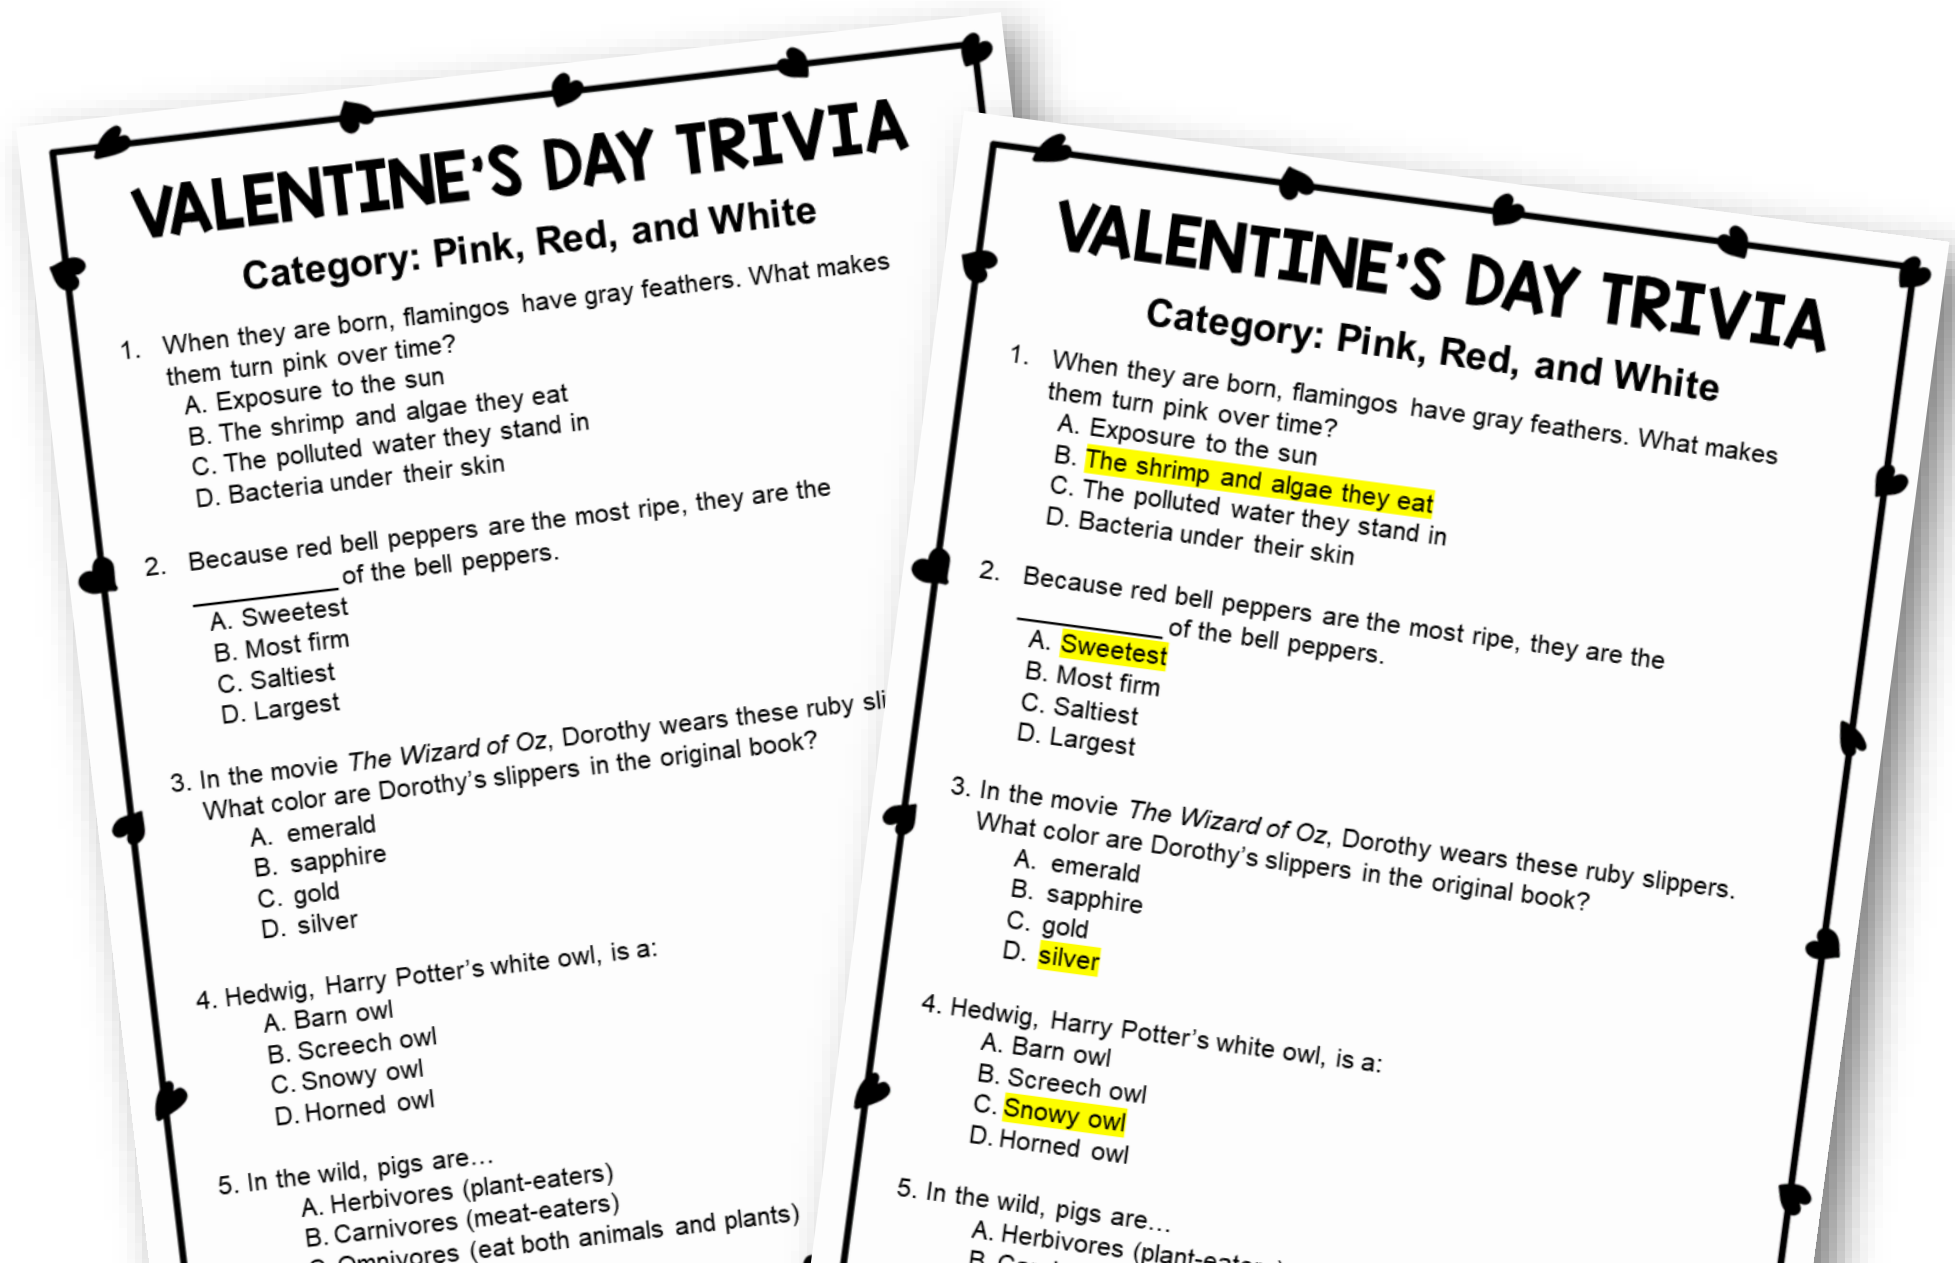 VALENTINE'S DAY TRIVIA
Category: Pink, Red, and White
1. When they are born, flamingos have gray feathers. What makes
them turn pink over time?
A. Exposure to the sun
B. The shrimp and algae they eat
C. The polluted water they stand in
D. Bacteria under their skin
2. Because red bell peppers are the most ripe, they are the
__________ of the bell peppers.
A. Sweetest
B. Most firm
C. Saltiest
D. Largest
3. In the movie The Wizard of Oz, Dorothy wears these ruby sli
What color are Dorothy's slippers in the original book?
A. emerald
B. sapphire
C. gold
D. silver
4. Hedwig, Harry Potter's white owl, is a:
A. Barn owl
B. Screech owl
C. Snowy owl
D. Horned owl
5. In the wild, pigs are...
A. Herbivores (plant-eaters)
B. Carnivores (meat-eaters)
C. Omnivores (eat both animals and plants)
VALENTINE'S DAY TRIVIA
Category: Pink, Red, and White
1. When they are born, flamingos have gray feathers. What makes
them turn pink over time?
A. Exposure to the sun
B. The shrimp and algae they eat
C. The polluted water they stand in
D. Bacteria under their skin
2. Because red bell peppers are the most ripe, they are the
__________ of the bell peppers.
A. Sweetest
B. Most firm
C. Saltiest
D. Largest
3. In the movie The Wizard of Oz, Dorothy wears these ruby slippers.
What color are Dorothy's slippers in the original book?
A. emerald
B. sapphire
C. gold
D. silver
4. Hedwig, Harry Potter's white owl, is a:
A. Barn owl
B. Screech owl
C. Snowy owl
D. Horned owl
5. In the wild, pigs are...
A. Herbivores (plant-eaters)
B.